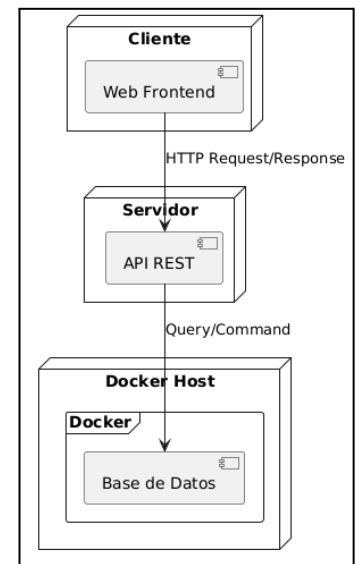 Cliente
Web Frontend
HTTP Request/Response
Servidor
API REST
Query/Command
Docker Host
Docker
Base de Datos